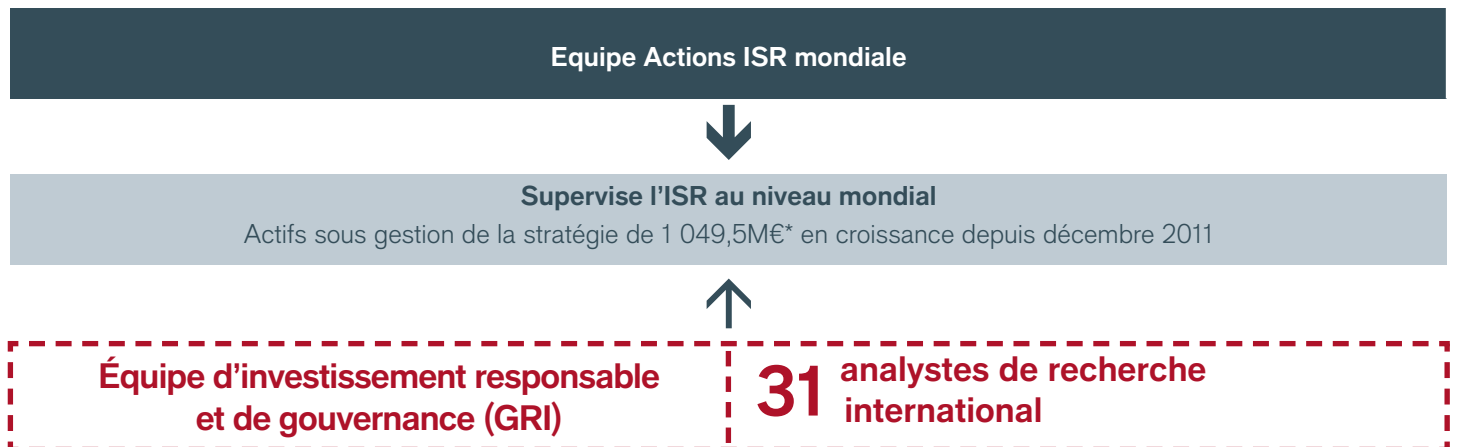 Equipe Actions ISR mondiale
Supervise l’ISR au niveau mondial
Actifs sous gestion de la stratégie de 1 049,5M€* en croissance depuis décembre 2011
Équipe d’investissement responsable
et de gouvernance (GRI)
31 analystes de recherche
international